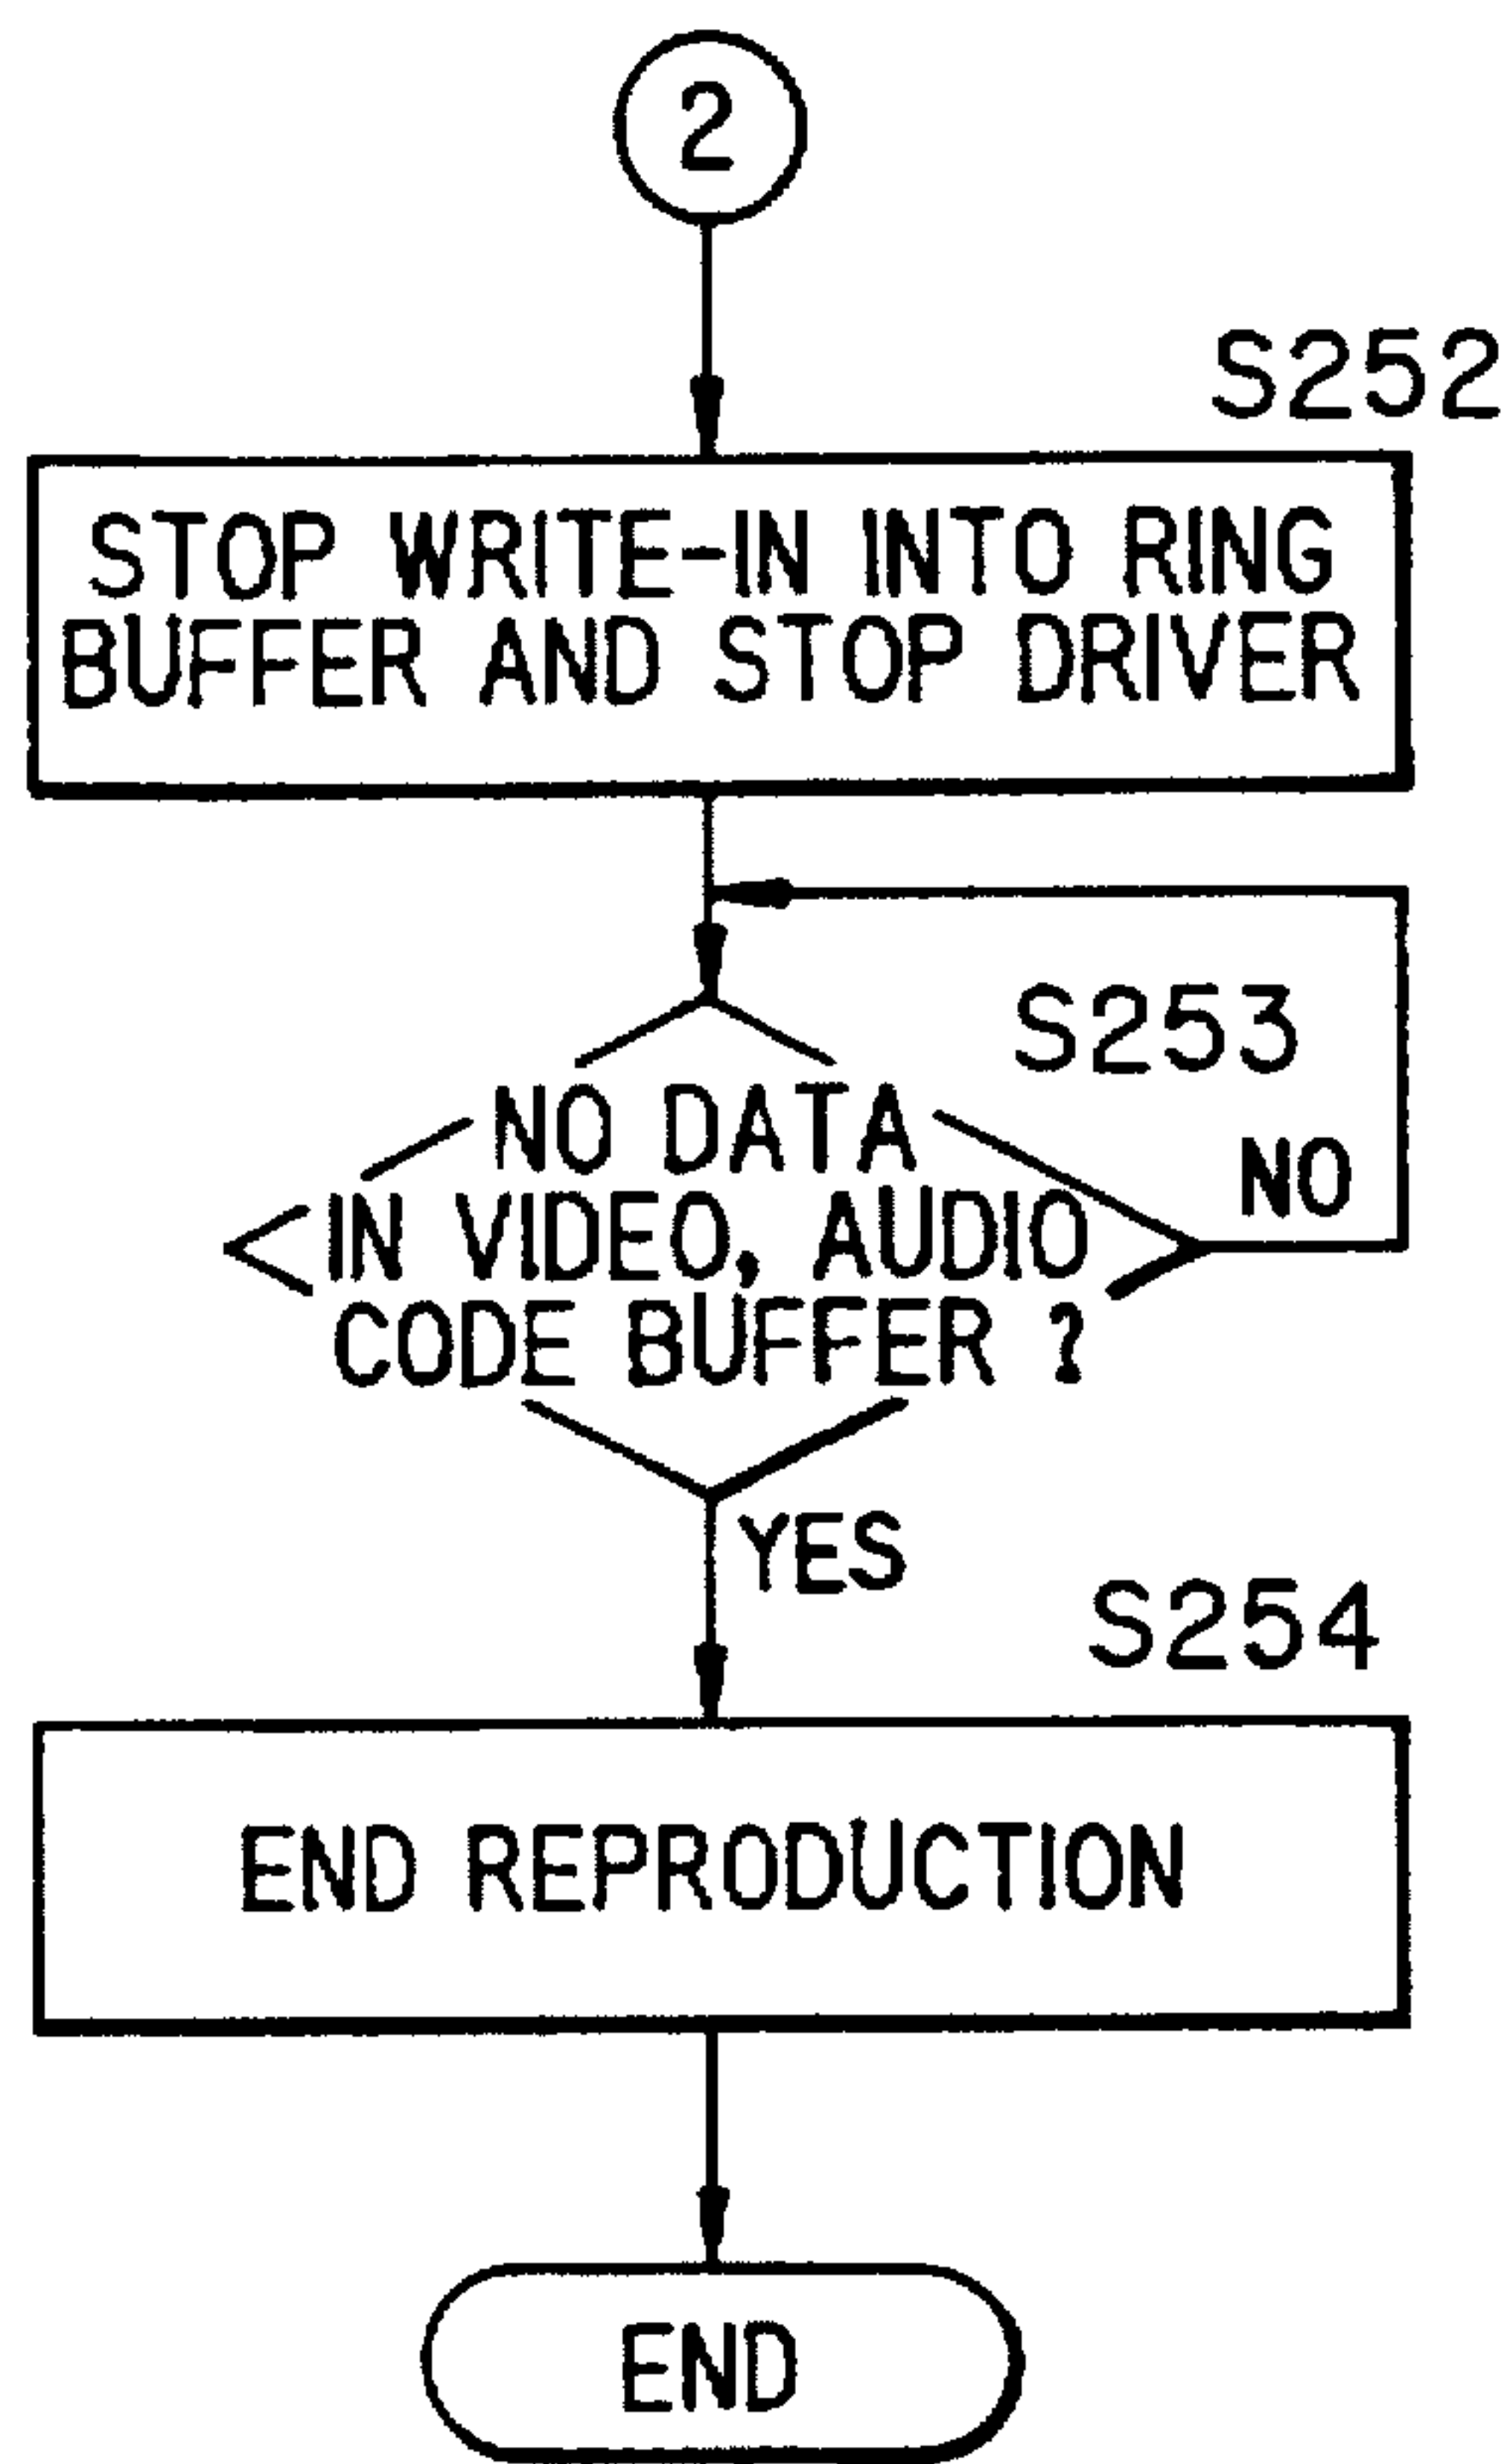 2
S252
STOP WRITE-IN INTO RING
BUFFER AND STOP DRIVER
S253
NO DATA
NO
IN VIDEO, AUDIO
CODE BUFFER ?
YES
S254
END REPRODUCTION
END